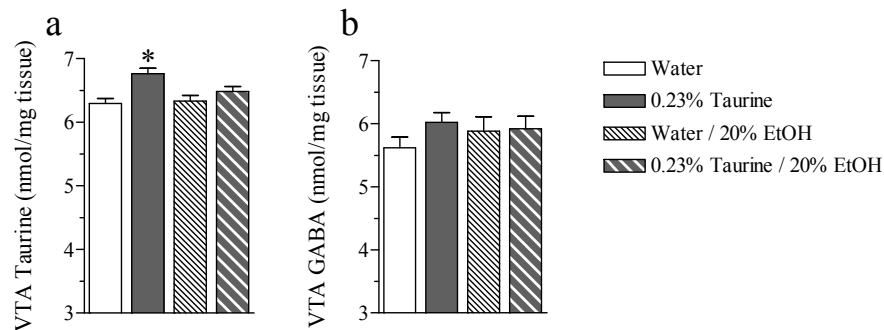 a
VTA Taurine (nmol/mg tissue)
7
6
5
4
3
*
b
VTA GABA (nmol/mg tissue)
7
6
5
4
3
Water
0.23% Taurine
Water / 20% EtOH
0.23% Taurine / 20% EtOH